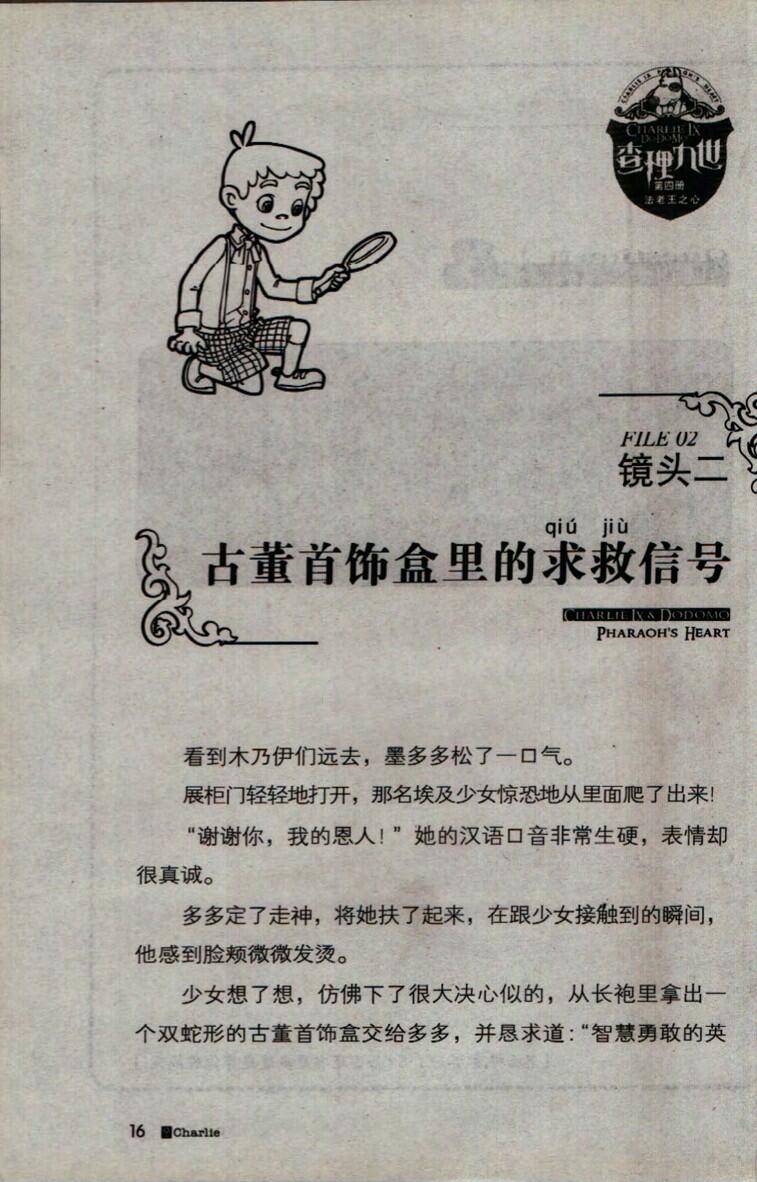 CHARLIE IX
DODOMO
查理九世
第四册
法老王之心
FILE 02
镜头二
qiú jiù
古董首饰盒里的求救信号
CHARLIE IX & DODOMO
PHARAOH'S HEART
看到木乃伊们远去，墨多多松了一口气。
展柜门轻轻地打开，那名埃及少女惊恐地从里面爬了出来！
“谢谢你，我的恩人！”她的汉语口音非常生硬，表情却
很真诚。
多多定了走神，将她扶了起来，在跟少女接触到的瞬间，
他感到脸颊微微发烫。
少女想了想，仿佛下了很大决心似的，从长袍里拿出一
个双蛇形的古董首饰盒交给多多，并恳求道：“智慧勇敢的英
16 Charlie